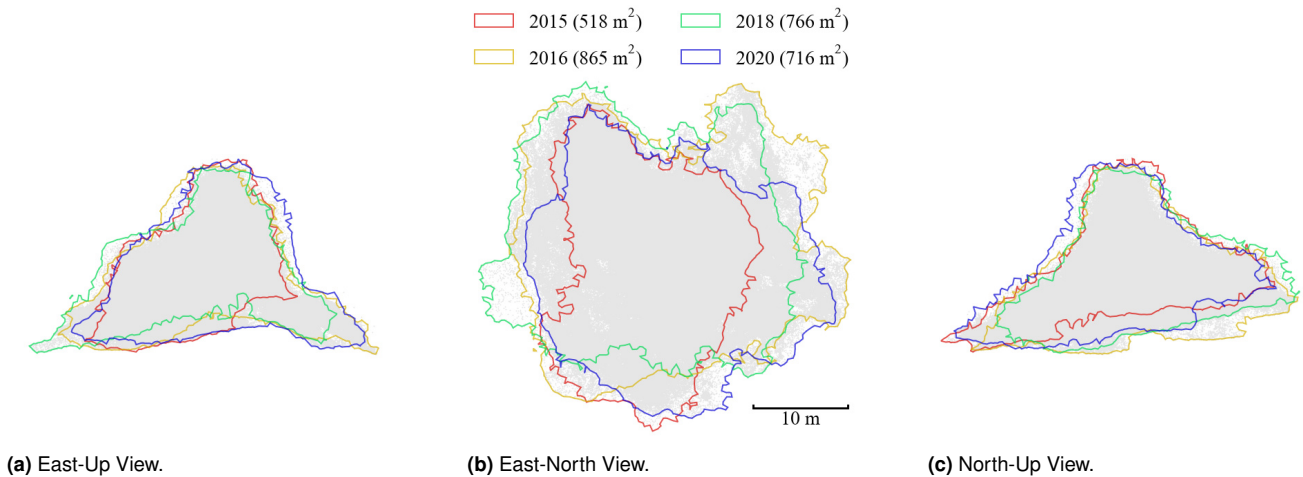 2015 (518 m²)
2018 (766 m²)
2016 (865 m²)
2020 (716 m²)
10 m
(a) East-Up View.
(b) East-North View.
(c) North-Up View.